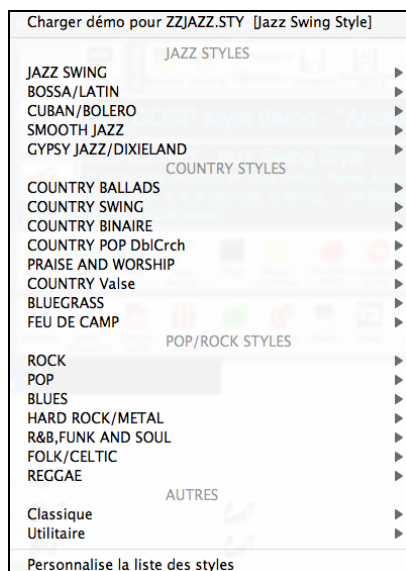 Charger démo pour ZZJAZZ.STY [Jazz Swing Style]
JAZZ STYLES
JAZZ SWING
BOSSA/LATIN
CUBAN/BOLERO
SMOOTH JAZZ
GYPSY JAZZ/DIXIELAND
COUNTRY STYLES
COUNTRY BALLADS
COUNTRY SWING
COUNTRY BINAIRE
COUNTRY POP DblCrch
PRAISE AND WORSHIP
COUNTRY Valse
BLUEGRASS
FEU DE CAMP
POP/ROCK STYLES
ROCK
POP
BLUES
HARD ROCK/METAL
R&B,FUNK AND SOUL
FOLK/CELTIC
REGGAE
AUTRES
Classique
Utilitaire
Personnalise la liste des styles